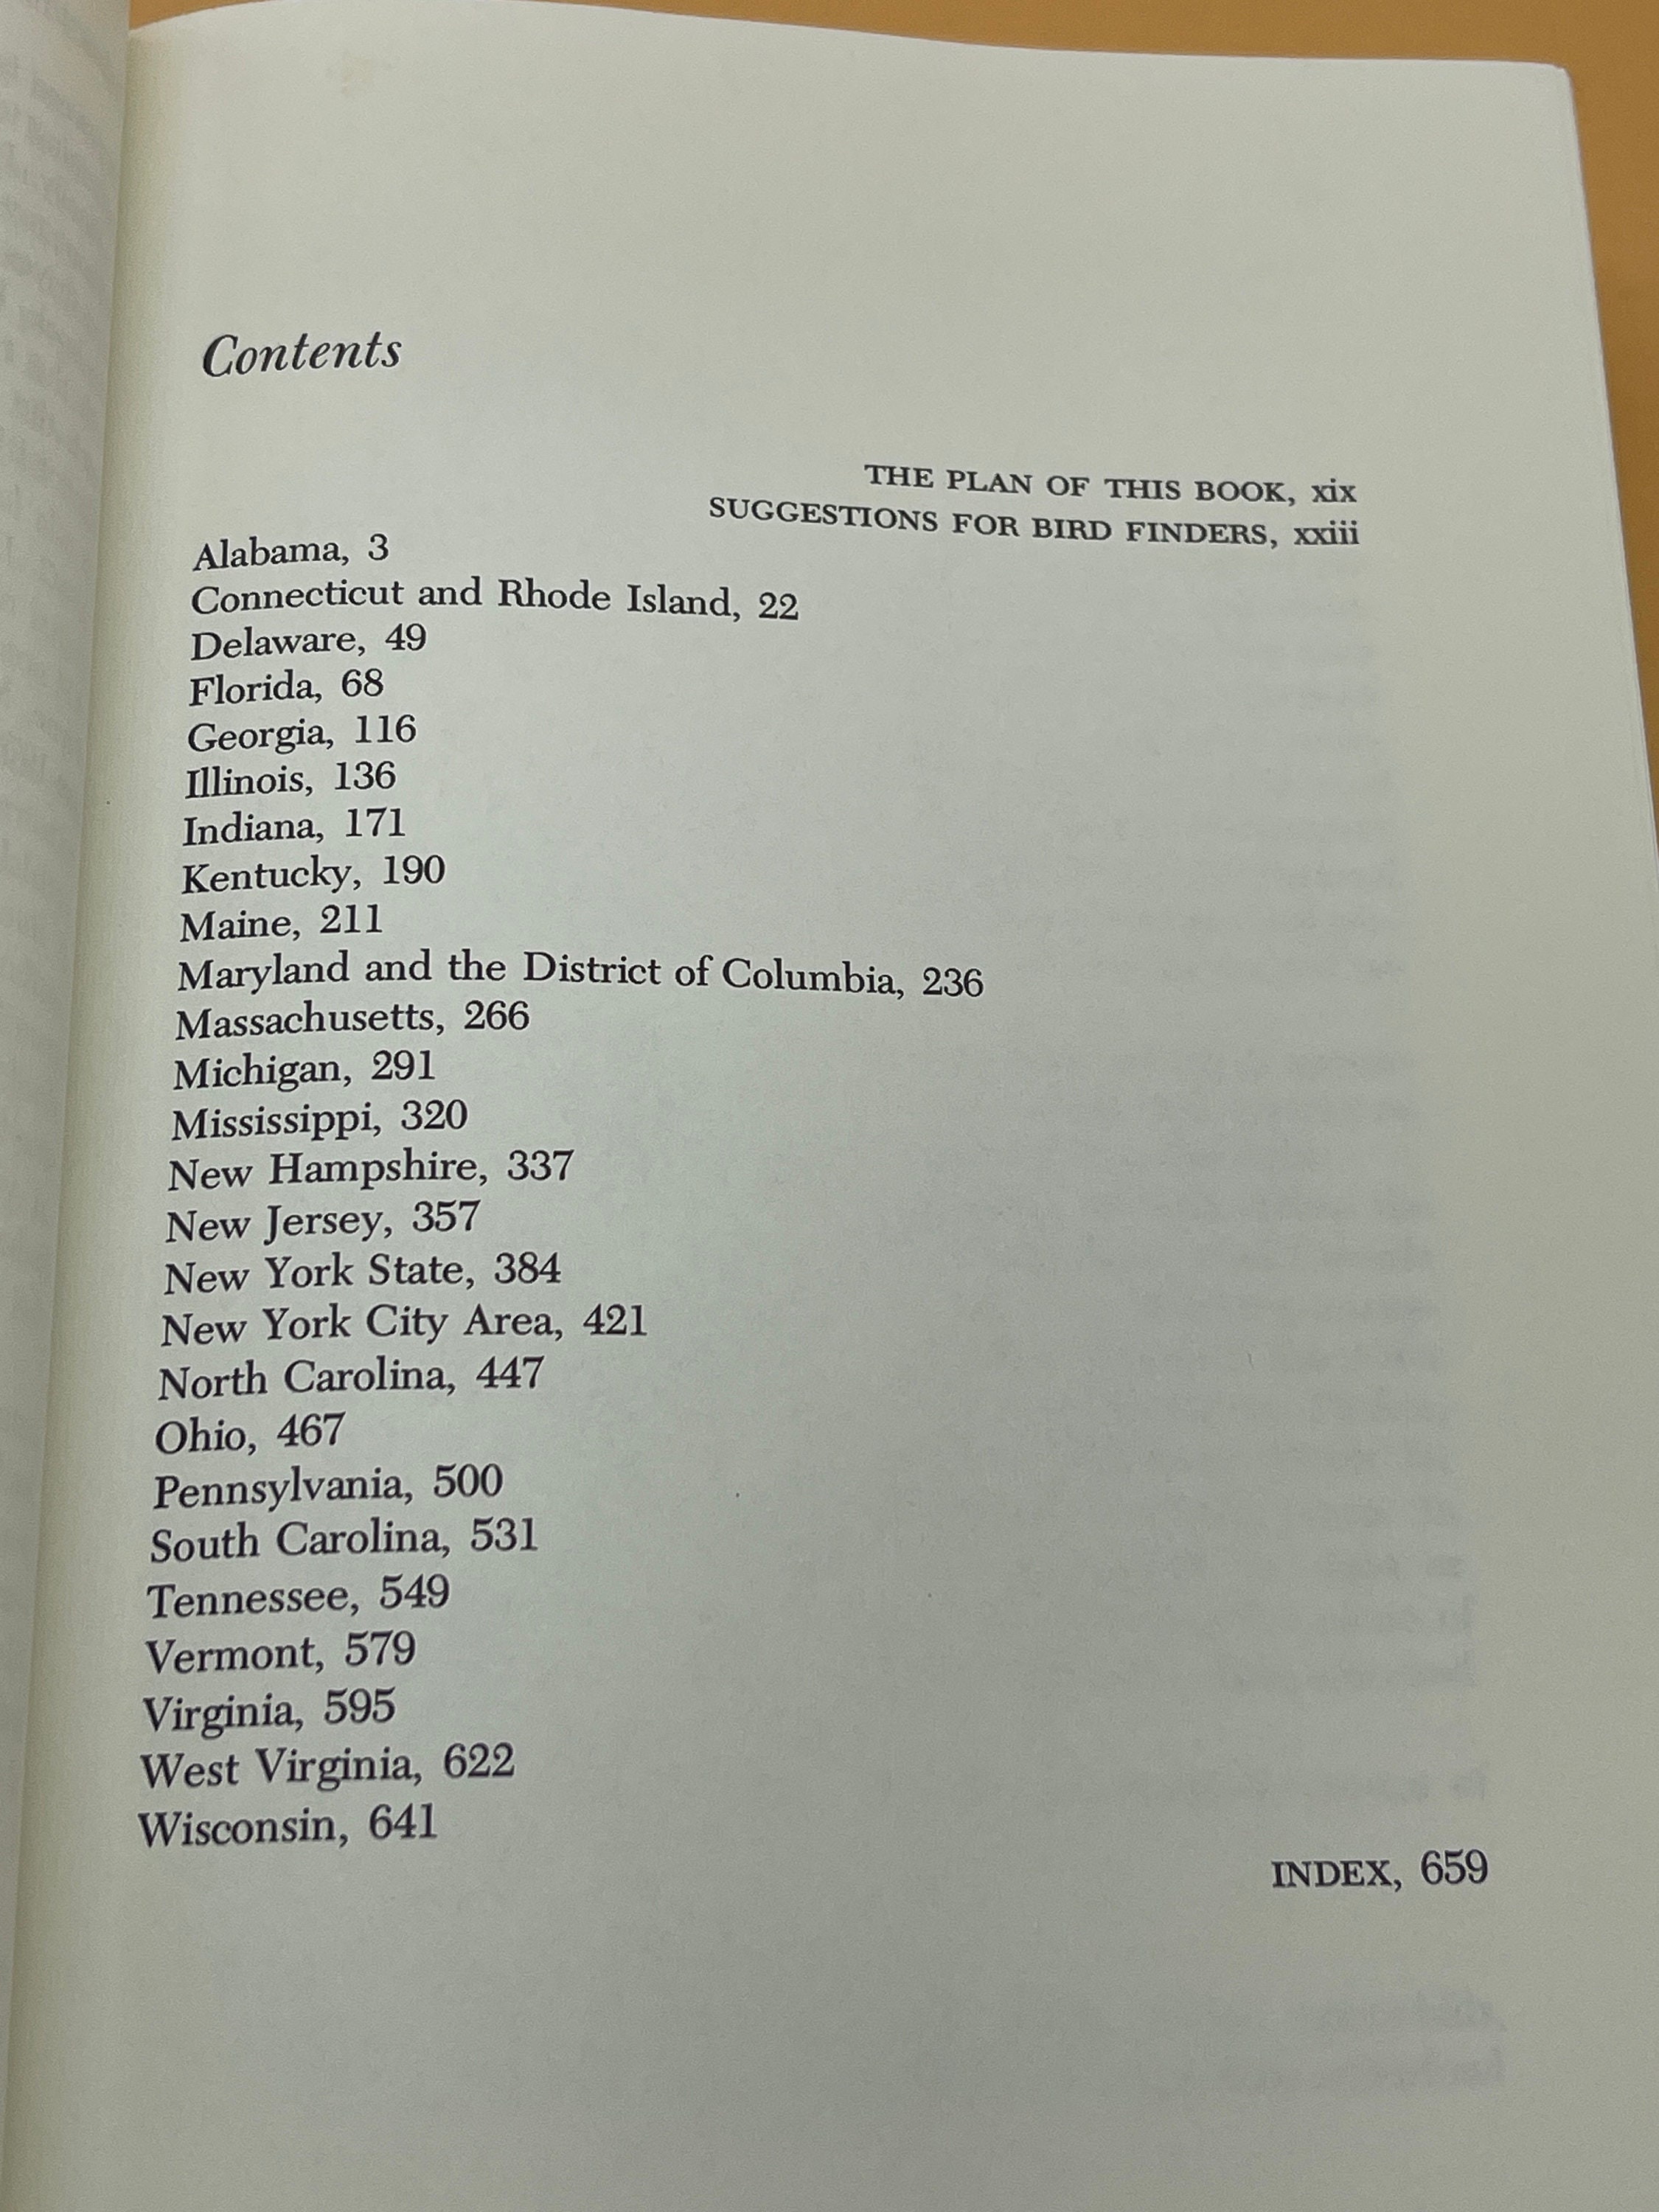 Contents
THE PLAN OF THIS BOOK, xix
SUGGESTIONS FOR BIRD FINDERS, xxiii
Alabama, 3
Connecticut and Rhode Island, 22
Delaware, 49
Florida, 68
Georgia, 116
Illinois, 136
Indiana, 171
Kentucky, 190
Maine, 211
Maryland and the District of Columbia, 236
Massachusetts, 266
Michigan, 291
Mississippi, 320
New Hampshire, 337
New Jersey, 357
New York State, 384
New York City Area, 421
North Carolina, 447
Ohio, 467
Pennsylvania, 500
South Carolina, 531
Tennessee, 549
Vermont, 579
Virginia, 595
West Virginia, 622
Wisconsin, 641
INDEX, 659